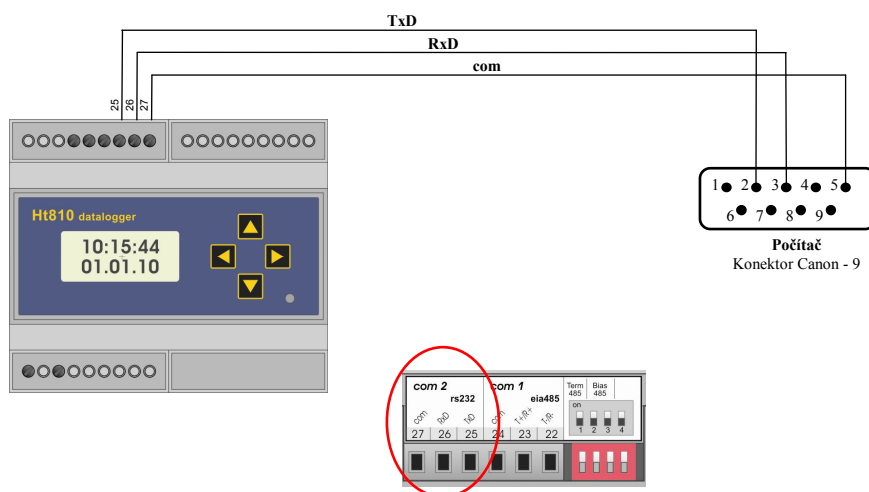 TxD
RxD
com
25
26
27
Ht810 datalogger
10:15:44
01.01.10
1 2 3 4 5
6 7 8 9
Počítač
Konektor Canon - 9
com 2 com 1 Term Bias
485 485
rs232 eia485
on
com RxD TxD com T+/R+ T-/R-
1 2 3 4
27 26 25 24 23 22